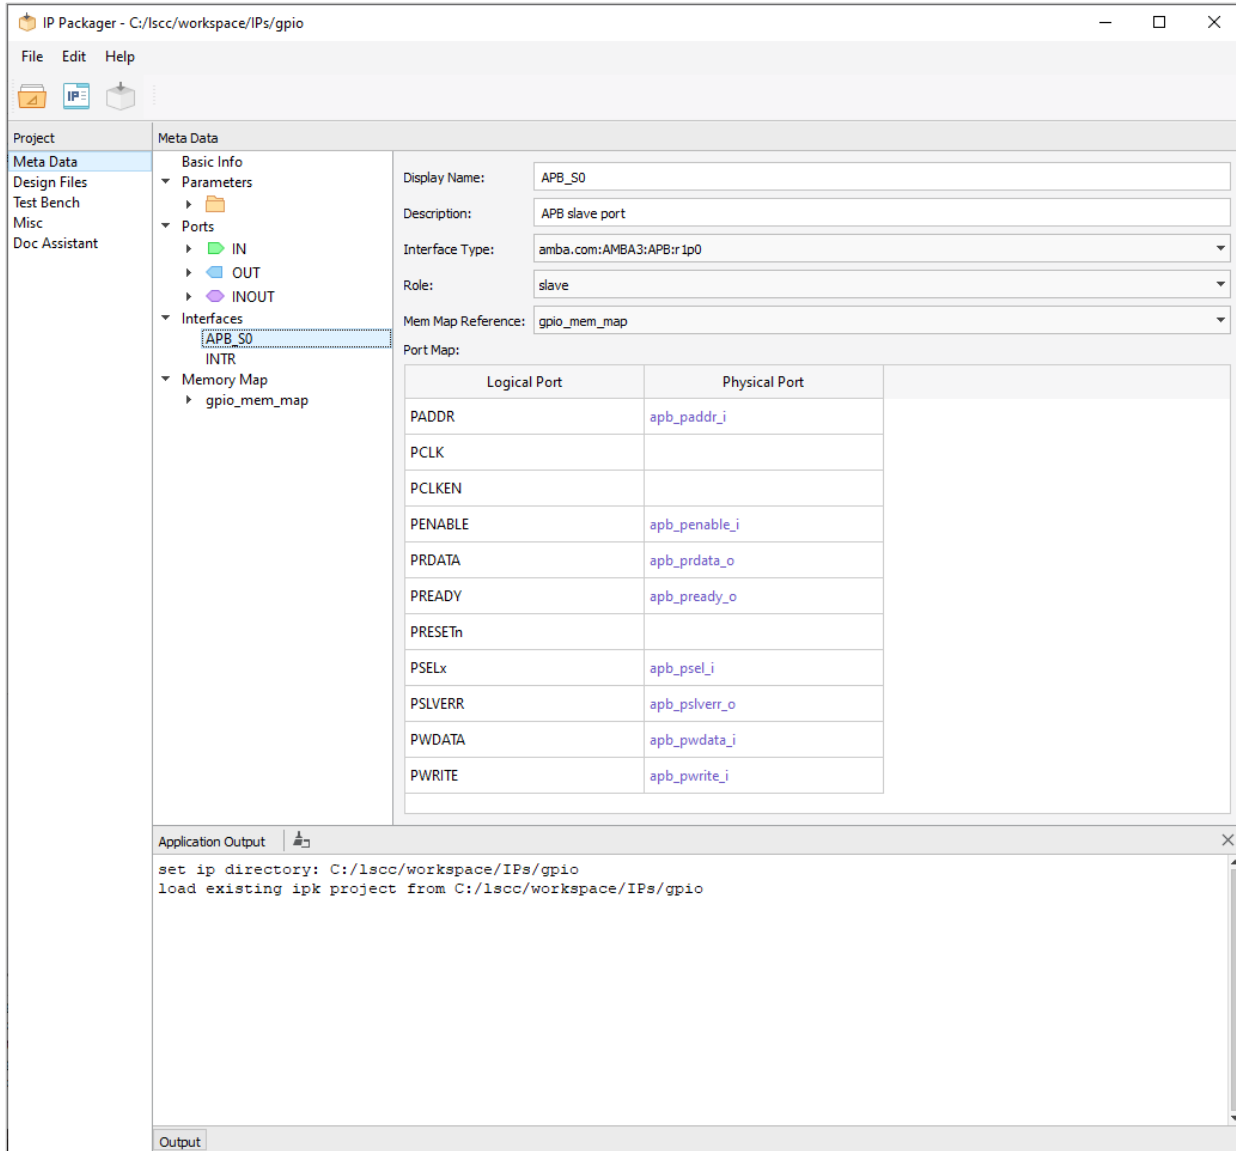 IP Packager - C:/lscc/workspace/IPs/gpio
File Edit Help
IP
Project
Meta Data
Design Files
Test Bench
Misc
Doc Assistant
Meta Data
Basic Info
Parameters
Ports
IN
OUT
INOUT
Interfaces
APB_S0
INTR
Memory Map
gpio_mem_map
Display Name: APB_S0
Description: APB slave port
Interface Type: amba.com:AMBA3:APB:r1p0
Role: slave
Mem Map Reference: gpio_mem_map
Port Map:
Logical Port Physical Port
PADDR apb_paddr_i
PCLK
PCLKEN
PENABLE apb_penable_i
PRDATA apb_prdata_o
PREADY apb_pready_o
PRESETn
PSELx apb_psel_i
PSLVERR apb_pslverr_o
PWDATA apb_pwdata_i
PWRITE apb_pwrite_i
Application Output
set ip directory: C:/lscc/workspace/IPs/gpio
load existing ipk project from C:/lscc/workspace/IPs/gpio
Output